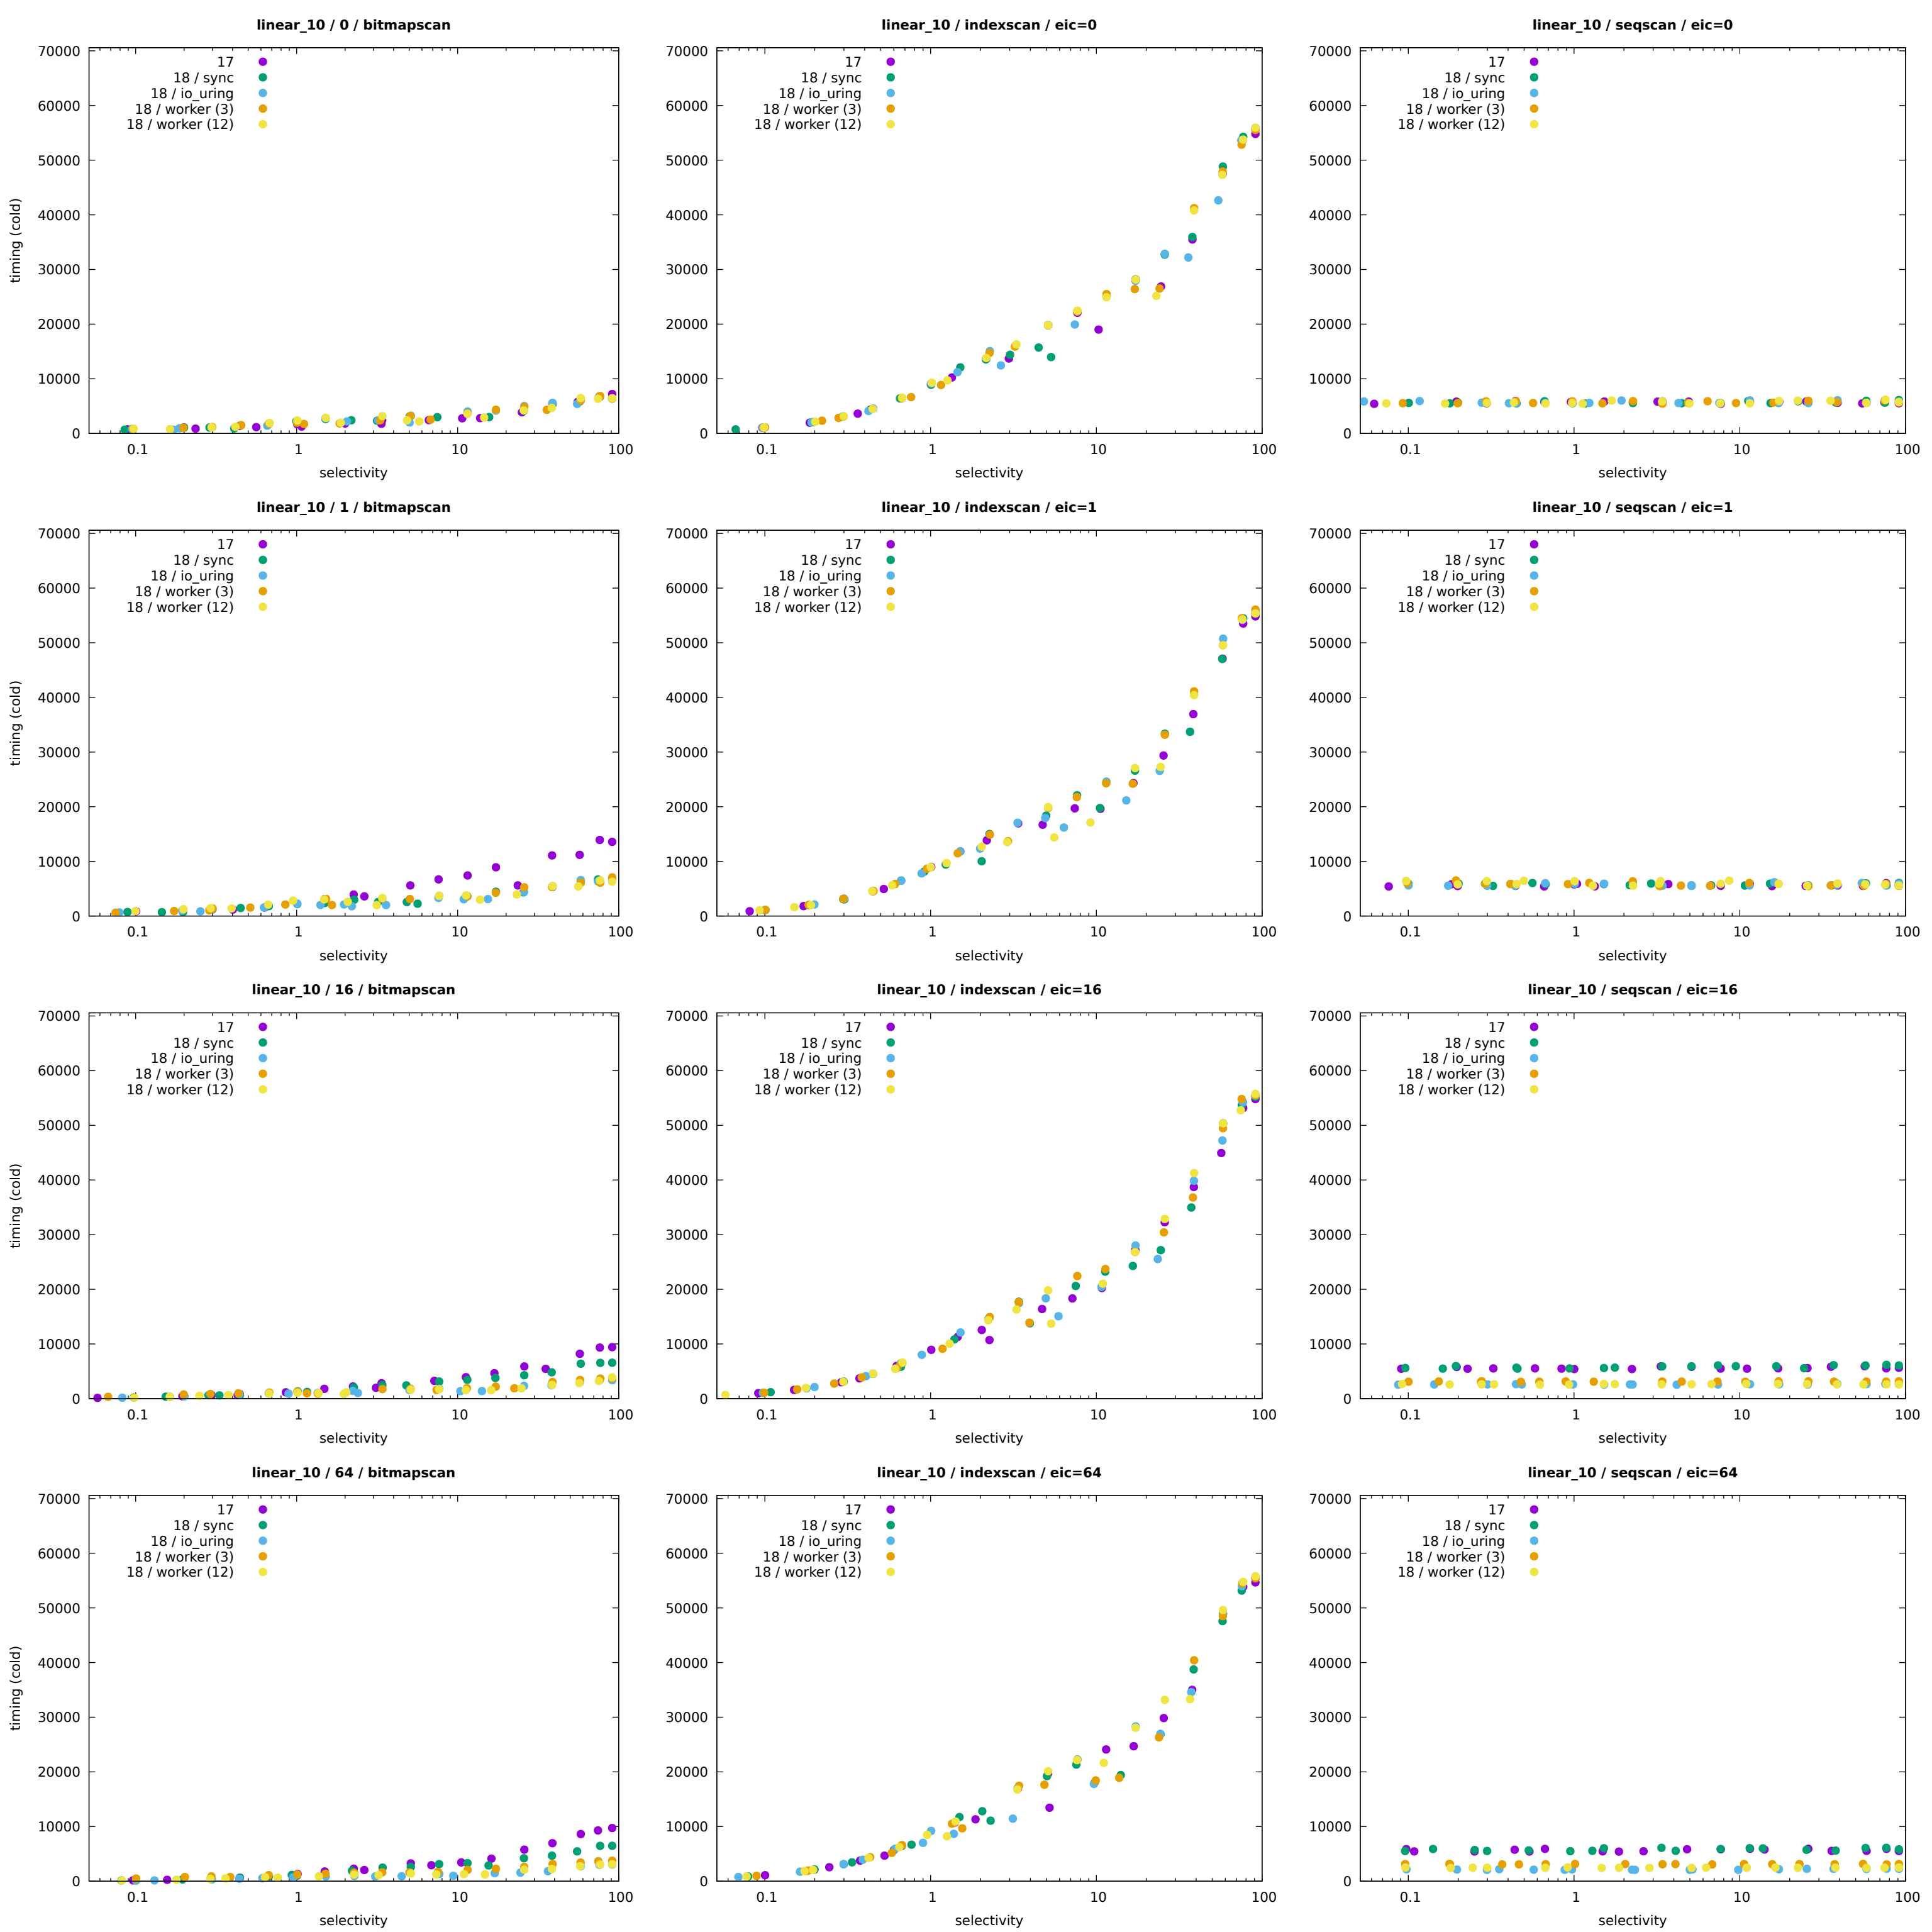 linear_10 / 0 / bitmapscan
70000
60000
50000
40000
30000
20000
10000
0
timing (cold)
17
18 / sync
18 / io_uring
18 / worker (3)
18 / worker (12)
0.1 1 10 100
selectivity
linear_10 / indexscan / eic=0
70000
60000
50000
40000
30000
20000
10000
0
17
18 / sync
18 / io_uring
18 / worker (3)
18 / worker (12)
0.1 1 10 100
selectivity
linear_10 / seqscan / eic=0
70000
60000
50000
40000
30000
20000
10000
0
17
18 / sync
18 / io_uring
18 / worker (3)
18 / worker (12)
0.1 1 10 100
selectivity
linear_10 / 1 / bitmapscan
70000
60000
50000
40000
30000
20000
10000
0
timing (cold)
17
18 / sync
18 / io_uring
18 / worker (3)
18 / worker (12)
0.1 1 10 100
selectivity
linear_10 / indexscan / eic=1
70000
60000
50000
40000
30000
20000
10000
0
17
18 / sync
18 / io_uring
18 / worker (3)
18 / worker (12)
0.1 1 10 100
selectivity
linear_10 / seqscan / eic=1
70000
60000
50000
40000
30000
20000
10000
0
17
18 / sync
18 / io_uring
18 / worker (3)
18 / worker (12)
0.1 1 10 100
selectivity
linear_10 / 16 / bitmapscan
70000
60000
50000
40000
30000
20000
10000
0
timing (cold)
17
18 / sync
18 / io_uring
18 / worker (3)
18 / worker (12)
0.1 1 10 100
selectivity
linear_10 / indexscan / eic=16
70000
60000
50000
40000
30000
20000
10000
0
17
18 / sync
18 / io_uring
18 / worker (3)
18 / worker (12)
0.1 1 10 100
selectivity
linear_10 / seqscan / eic=16
70000
60000
50000
40000
30000
20000
10000
0
17
18 / sync
18 / io_uring
18 / worker (3)
18 / worker (12)
0.1 1 10 100
selectivity
linear_10 / 64 / bitmapscan
70000
60000
50000
40000
30000
20000
10000
0
timing (cold)
17
18 / sync
18 / io_uring
18 / worker (3)
18 / worker (12)
0.1 1 10 100
selectivity
linear_10 / indexscan / eic=64
70000
60000
50000
40000
30000
20000
10000
0
17
18 / sync
18 / io_uring
18 / worker (3)
18 / worker (12)
0.1 1 10 100
selectivity
linear_10 / seqscan / eic=64
70000
60000
50000
40000
30000
20000
10000
0
17
18 / sync
18 / io_uring
18 / worker (3)
18 / worker (12)
0.1 1 10 100
selectivity